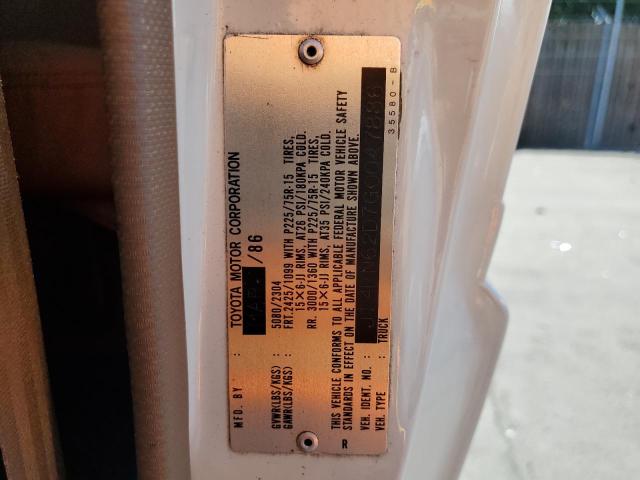 MFD. BY : TOYOTA MOTOR CORPORATION
/86
GVWR(LBS/KGS) : 5080/2304
GAWR(LBS/KGS) : FRT.2425/1099 WITH P225/75R-15 TIRES,
15×6-JJ RIMS, AT26 PSI/180KPA COLD.
RR. 3000/1360 WITH P225/75R-15 TIRES,
15×6-JJ RIMS, AT35 PSI/240KPA COLD.
THIS VEHICLE CONFORMS TO ALL APPLICABLE FEDERAL MOTOR VEHICLE SAFETY
STANDARDS IN EFFECT ON THE DATE OF MANUFACTURE SHOWN ABOVE.
VEH. IDENT. NO. :
VEH. TYPE : TRUCK
R
35580-B